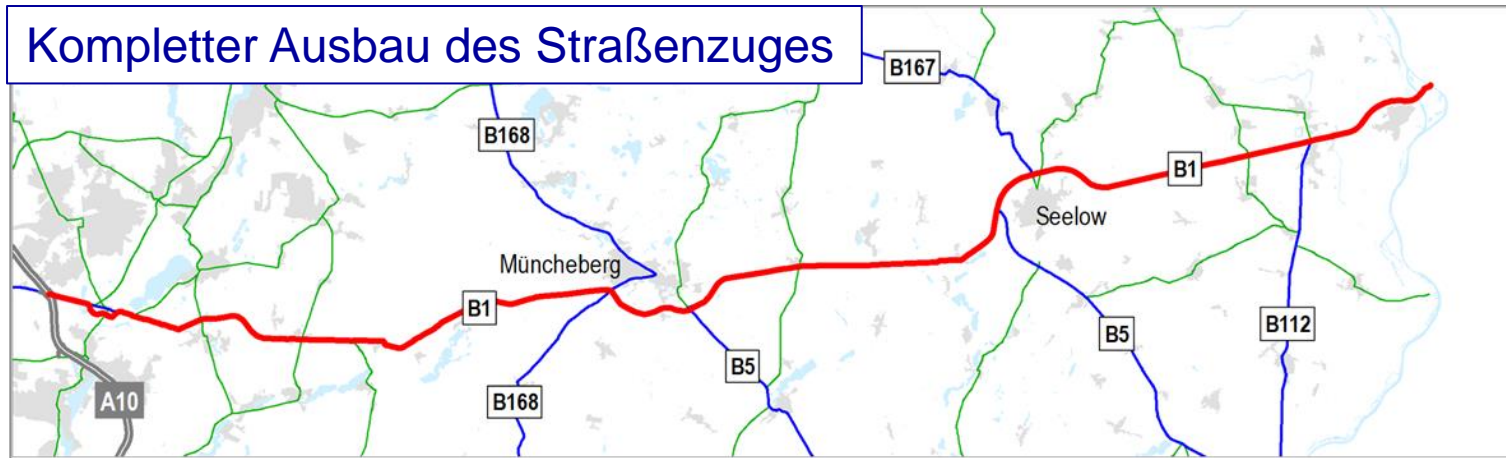 Kompletter Ausbau des Straßenzuges
B167
B168
B1
Seelow
Müncheberg
B1
B5
B112
B5
A10
B168